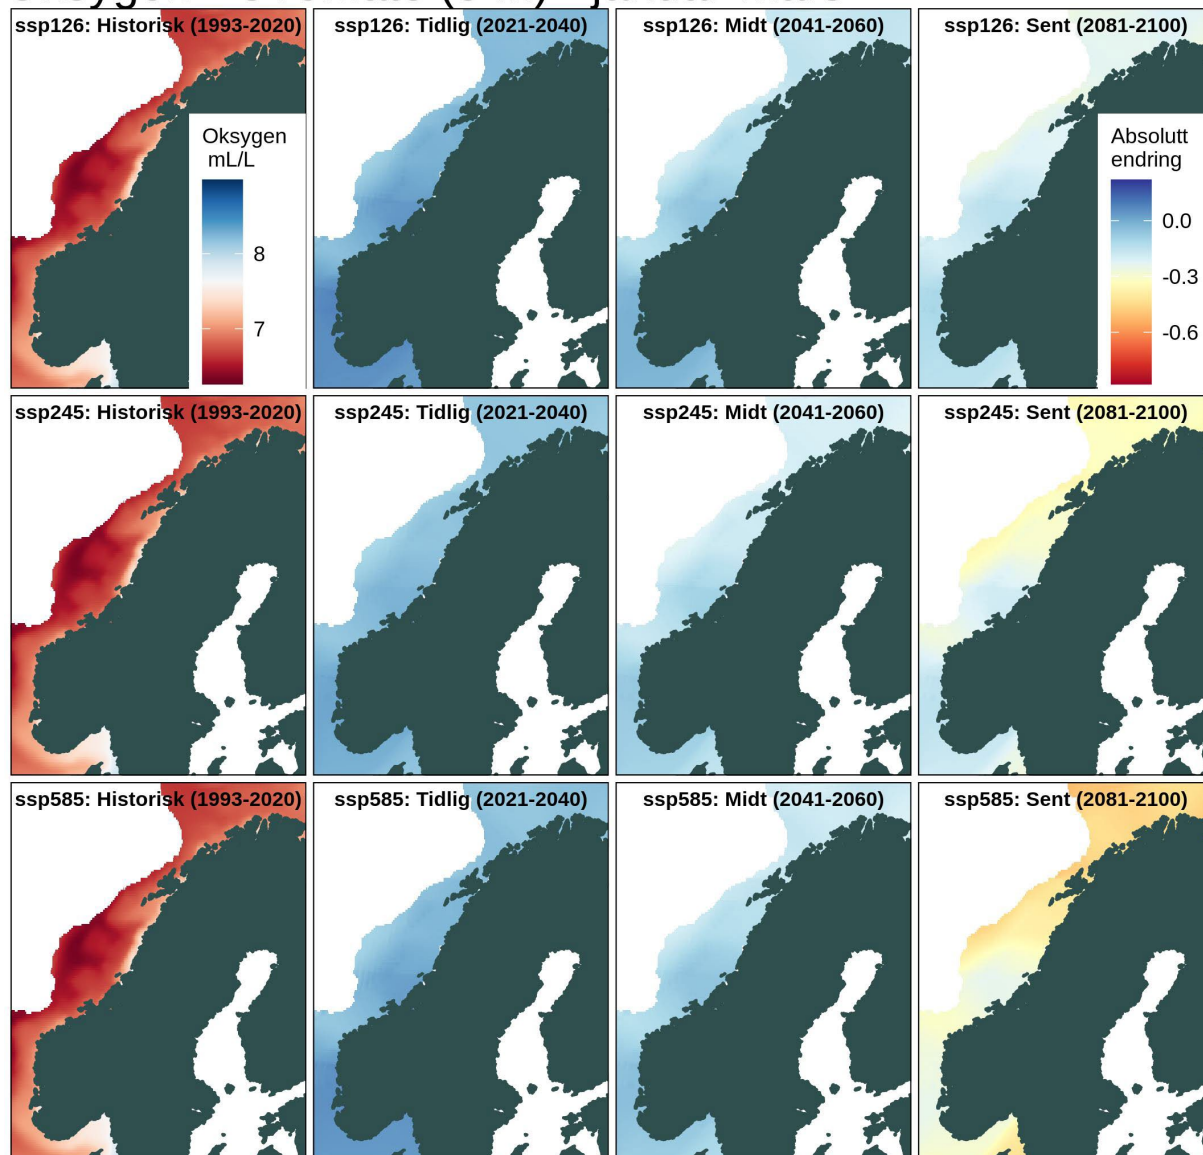 ssp126: Historisk (1993-2020)
ssp126: Tidlig (2021-2040)
ssp126: Midt (2041-2060)
ssp126: Sent (2081-2100)
Oksygen
mL/L
8
7
Absolutt
endring
0.0
-0.3
-0.6
ssp245: Historisk (1993-2020)
ssp245: Tidlig (2021-2040)
ssp245: Midt (2041-2060)
ssp245: Sent (2081-2100)
ssp585: Historisk (1993-2020)
ssp585: Tidlig (2021-2040)
ssp585: Midt (2041-2060)
ssp585: Sent (2081-2100)